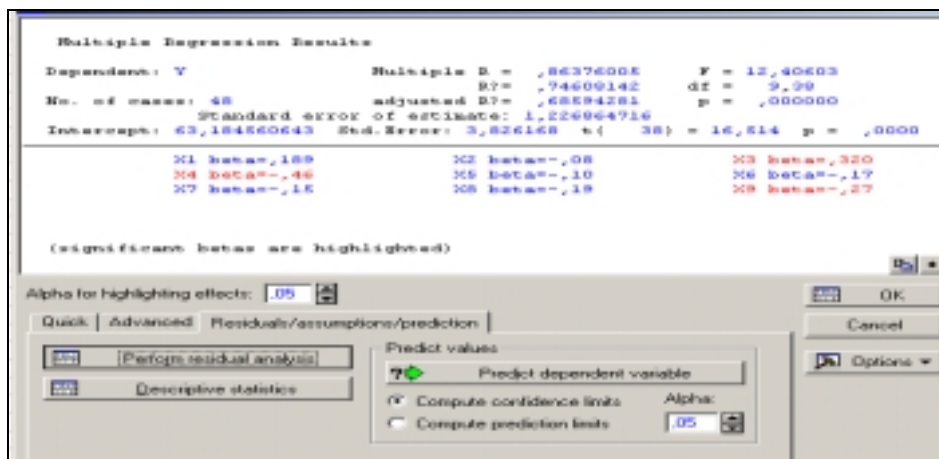 Multiple Regression Results
Dependent: Y Multiple R = ,86376005 F = 12,40603
R?= ,74608142 df = 9,38
No. of cases: 48 adjusted R?= ,68594281 p = ,000000
Standard error of estimate: 1,226864716
Intercept: 63,184560643 Std.Error: 3,826168 t( 38) = 16,514 p = ,0000
X1 beta=,189 X2 beta=-,08 X3 beta=,320
X4 beta=-,46 X5 beta=-,10 X6 beta=-,17
X7 beta=-,15 X8 beta=-,19 X9 beta=-,27
(significant betas are highlighted)
Alpha for highlighting effects: ,05
OK
Quick Advanced Residuals/assumptions/prediction
Cancel
Perform residual analysis
Predict values
Options
Predict dependent variable
Descriptive statistics
Compute confidence limits Alpha:
Compute prediction limits ,05